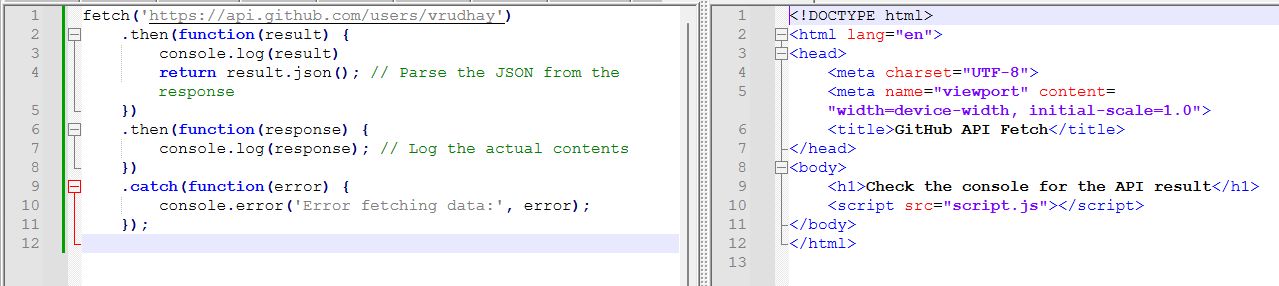 1 fetch('https://api.github.com/users/vrudhay')
2 .then(function(result) {
3 console.log(result)
4 return result.json(); // Parse the JSON from the
response
5 })
6 .then(function(response) {
7 console.log(response); // Log the actual contents
8 })
9 .catch(function(error) {
10 console.error('Error fetching data:', error);
11 });
12
1 <!DOCTYPE html>
2 <html lang="en">
3 <head>
4 <meta charset="UTF-8">
5 <meta name="viewport" content=
"width=device-width, initial-scale=1.0">
6 <title>GitHub API Fetch</title>
7 </head>
8 <body>
9 <h1>Check the console for the API result</h1>
10 <script src="script.js"></script>
11 </body>
12 </html>
13